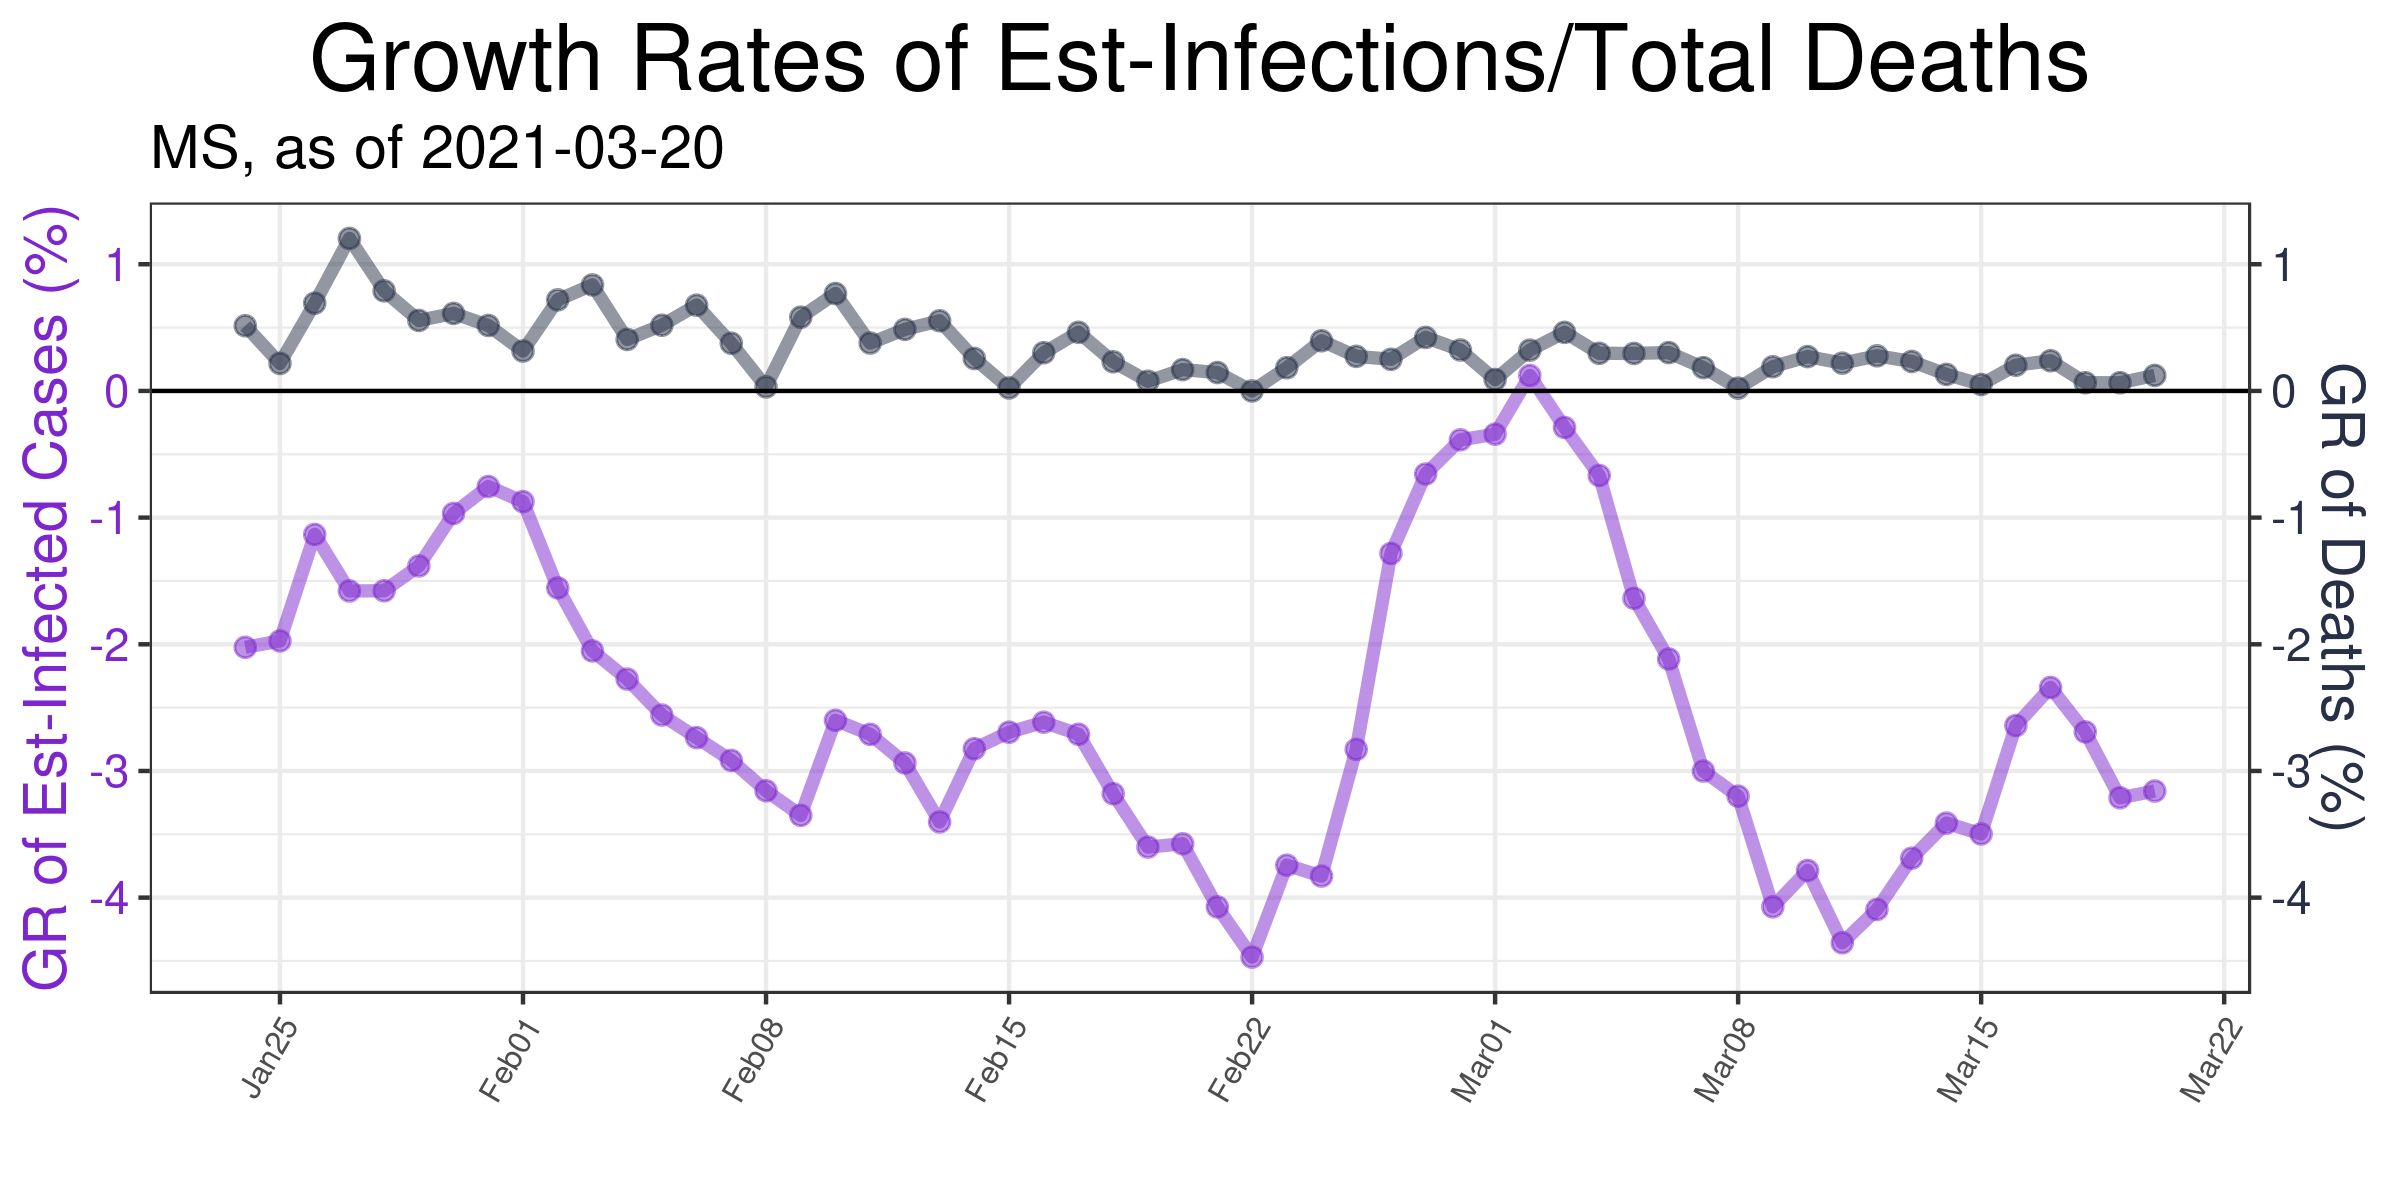 Growth Rates of Est-Infections/Total Deaths
MS, as of 2021-03-20
GR of Est-Infected Cases (%)
1
0
-1
-2
-3
-4
1
0
-1
-2
-3
-4
GR of Deaths (%)
Jan25
Feb01
Feb08
Feb15
Feb22
Mar01
Mar08
Mar15
Mar22